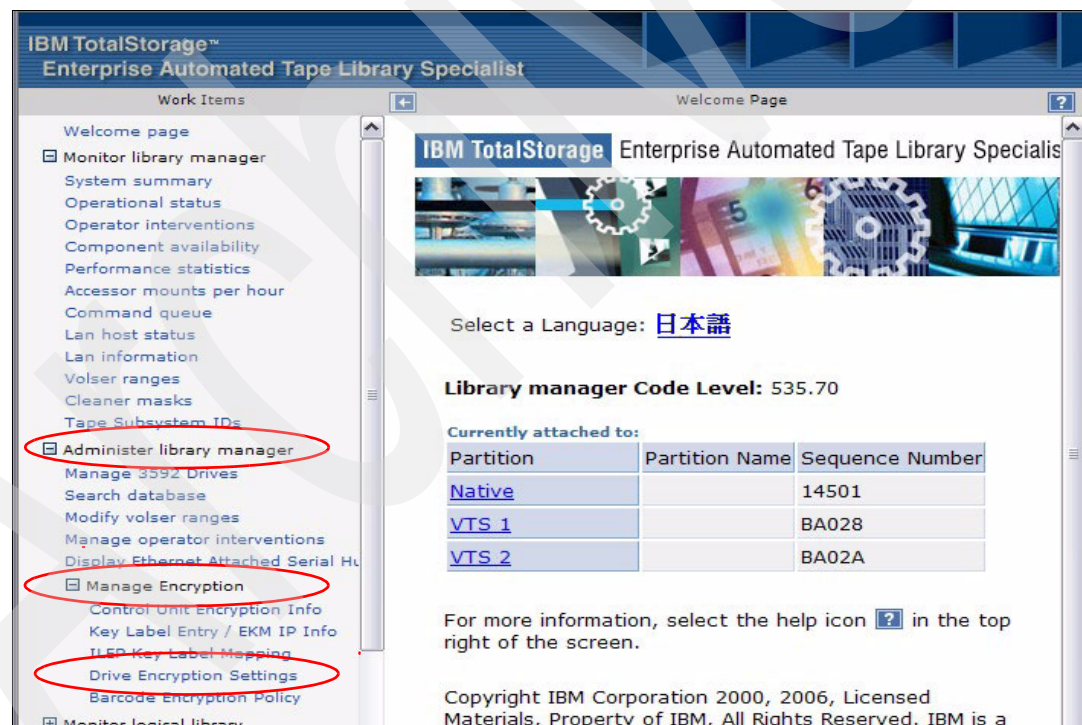 IBM TotalStorage™
Enterprise Automated Tape Library Specialist
Work Items
Welcome Page
Welcome page
Monitor library manager
System summary
Operational status
Operator interventions
Component availability
Performance statistics
Accessor mounts per hour
Command queue
Lan host status
Lan information
Volser ranges
Cleaner masks
Tape Subsystem IDs
Administer library manager
Manage 3592 Drives
Search database
Modify volser ranges
Manage operator interventions
Display Ethernet Attached Serial Hu
Manage Encryption
Control Unit Encryption Info
Key Label Entry / EKM IP Info
ILEP Key Label Mapping
Drive Encryption Settings
Barcode Encryption Policy
Monitor logical library
IBM TotalStorage Enterprise Automated Tape Library Specialis
5
Select a Language: 日本語
Library manager Code Level: 535.70
Currently attached to:
Partition Partition Name Sequence Number
Native 14501
VTS 1 BA028
VTS 2 BA02A
For more information, select the help icon ? in the top
right of the screen.
Copyright IBM Corporation 2000, 2006, Licensed
Materials, Property of IBM, All Rights Reserved. IBM is a